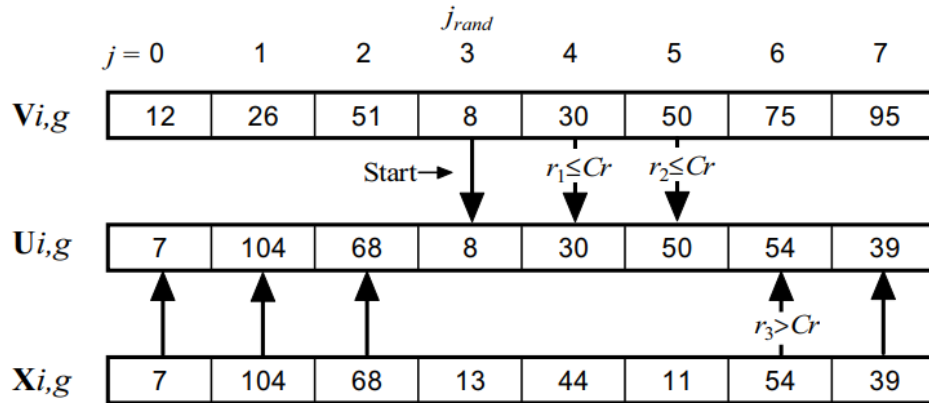 j_rand
j = 0 1 2 3 4 5 6 7
Vi,g 12 26 51 8 30 50 75 95
Start r₁≤Cr r₂≤Cr
Ui,g 7 104 68 8 30 50 54 39
r₃>Cr
Xi,g 7 104 68 13 44 11 54 39